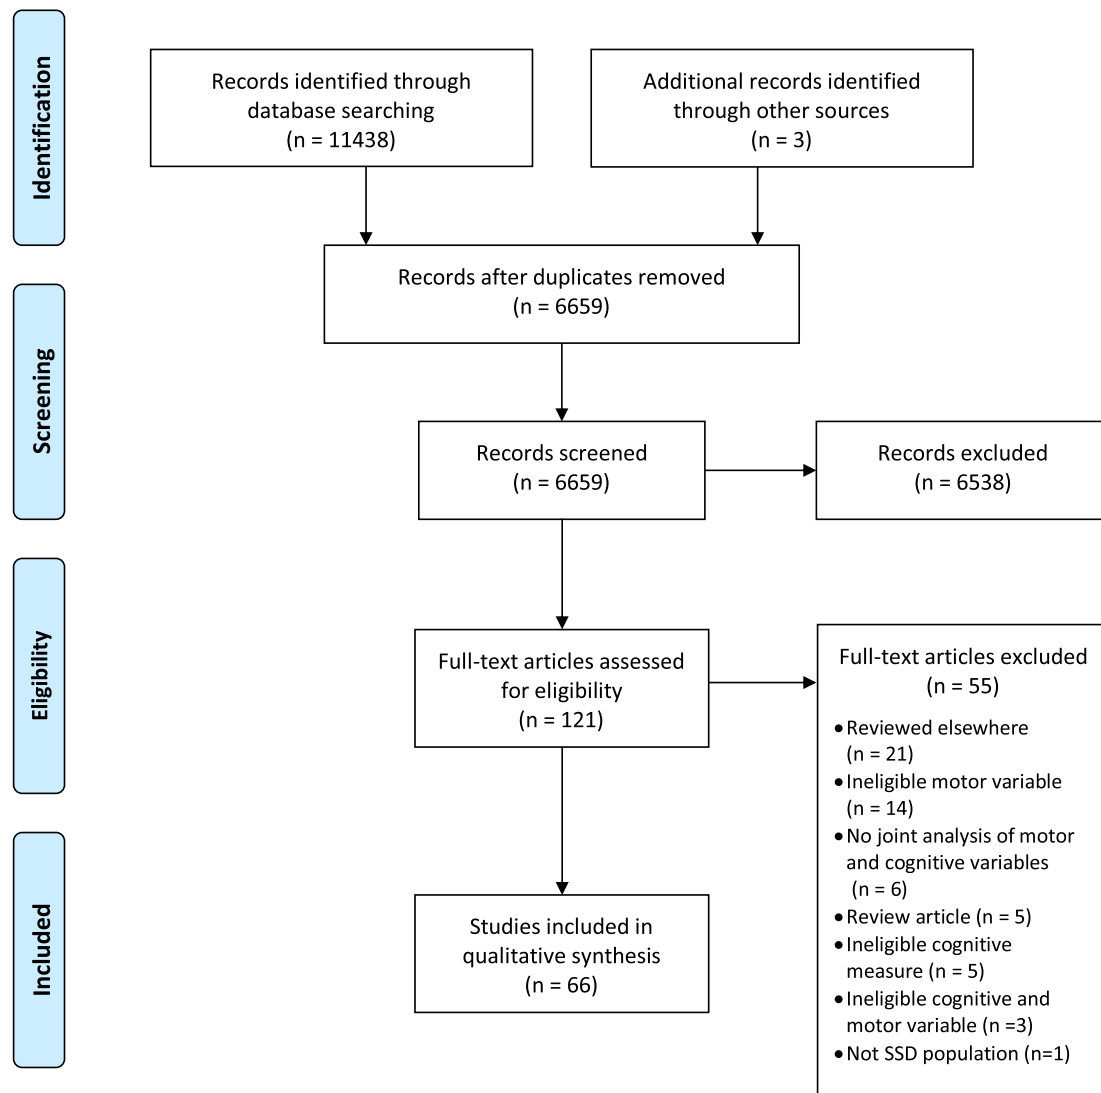 Identification
Records identified through
database searching
(n = 11438)
Additional records identified
through other sources
(n = 3)
Records after duplicates removed
(n = 6659)
Screening
Records screened
(n = 6659)
Records excluded
(n = 6538)
Eligibility
Full-text articles assessed
for eligibility
(n = 121)
Full-text articles excluded
(n = 55)
•Reviewed elsewhere
(n = 21)
•Ineligible motor variable
(n = 14)
•No joint analysis of motor
and cognitive variables
(n = 6)
•Review article (n = 5)
•Ineligible cognitive
measure (n = 5)
•Ineligible cognitive and
motor variable (n =3)
•Not SSD population (n=1)
Included
Studies included in
qualitative synthesis
(n = 66)